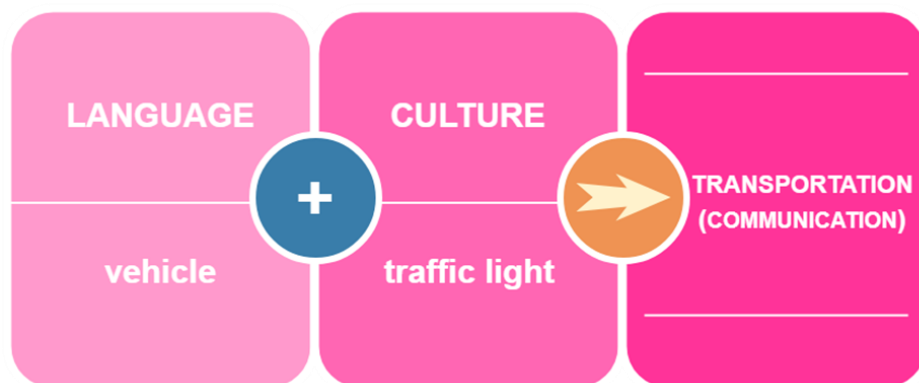 LANGUAGE
vehicle
+
CULTURE
traffic light
TRANSPORTATION
(COMMUNICATION)